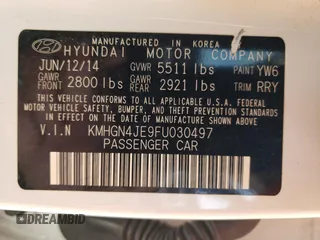 MANUFACTURED IN KOREA
HYUNDAI MOTOR COMPANY
JUN/12/14 GVWR 5511 lbs PAINT YW6
GAWR FRONT 2800 lbs GAWR REAR 2921 lbs TRIM RRY
THIS VEHICLE CONFORMS TO ALL APPLICABLE U.S. FEDERAL
MOTOR VEHICLE SAFETY, BUMPER, AND THEFT PREVENTION
STANDARDS IN EFFECT ON THE DATE OF MANUFACTURE
SHOWN ABOVE.
V.I.N KMHGN4JE9FU030497
PASSENGER CAR
DREAMBID